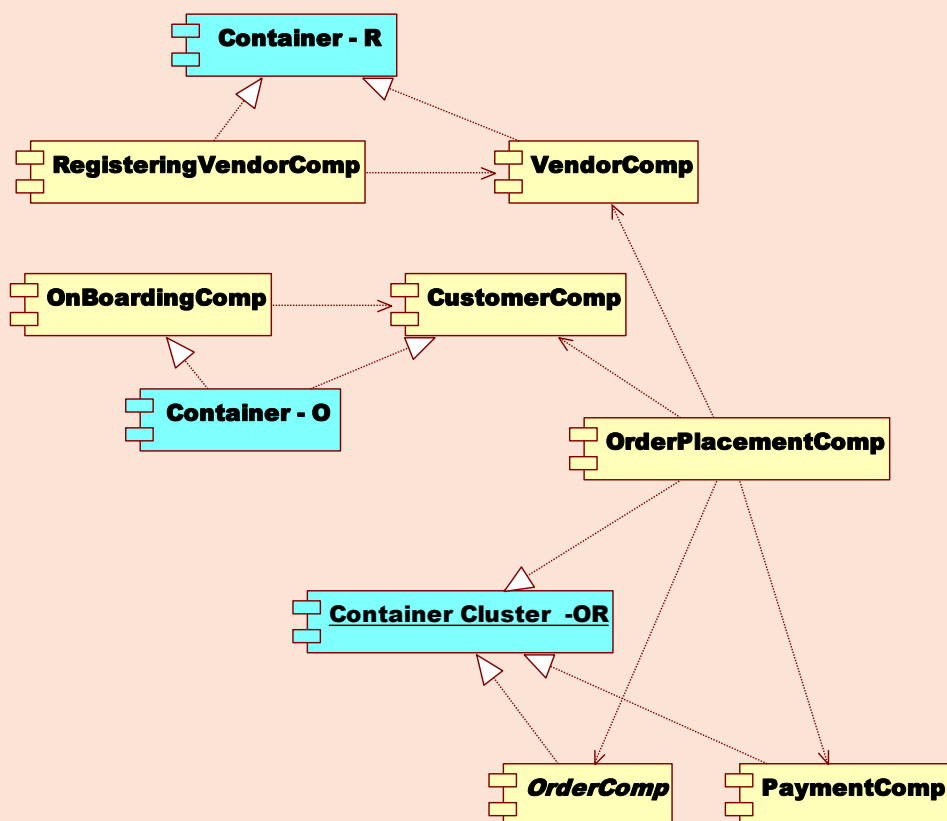 Container - R
RegisteringVendorComp
VendorComp
OnBoardingComp
CustomerComp
Container - O
OrderPlacementComp
Container Cluster  -OR
OrderComp
PaymentComp